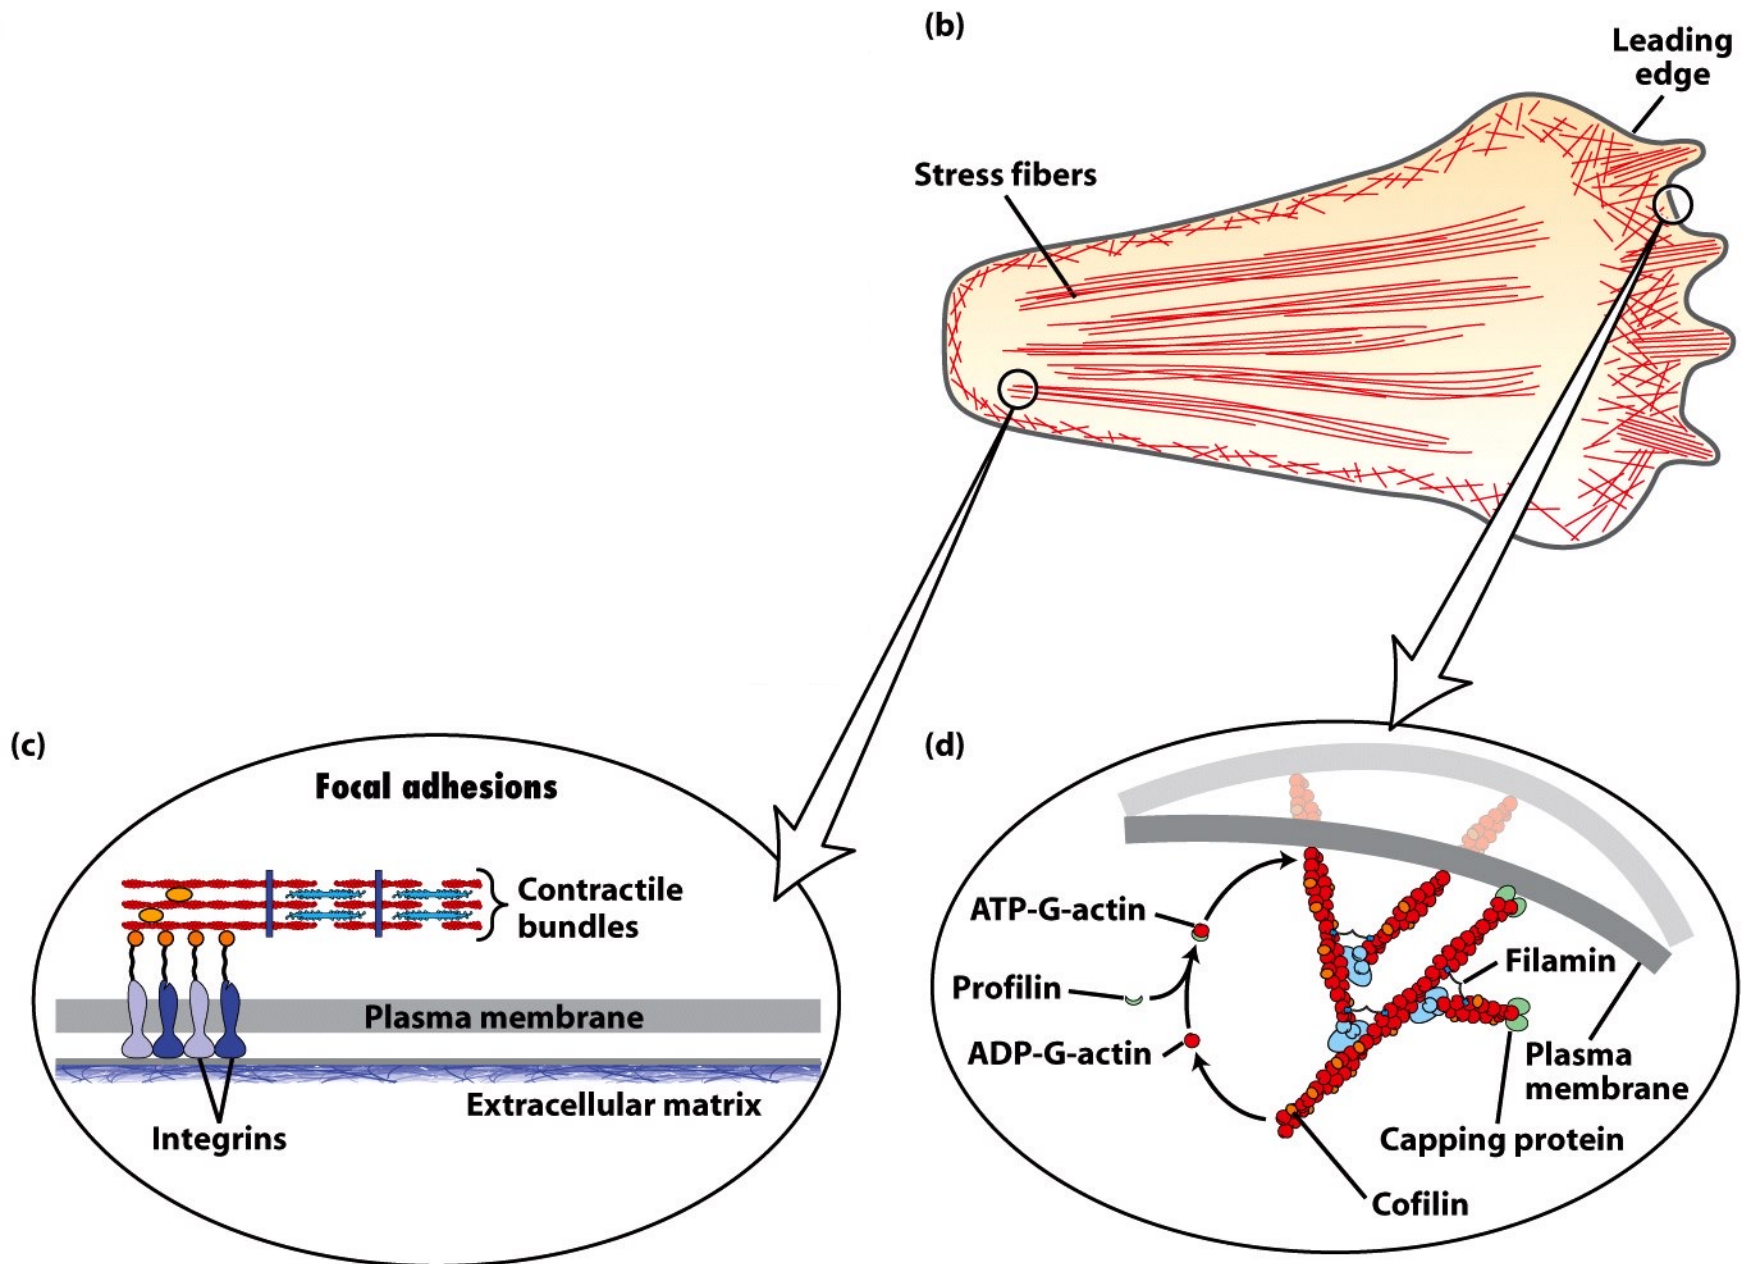 (b)
Leading
edge
Stress fibers
(c)
Focal adhesions
Contractile
bundles
Plasma membrane
Extracellular matrix
Integrins
(d)
ATP-G-actin
Profilin
ADP-G-actin
Filamin
Plasma
membrane
Capping protein
Cofilin